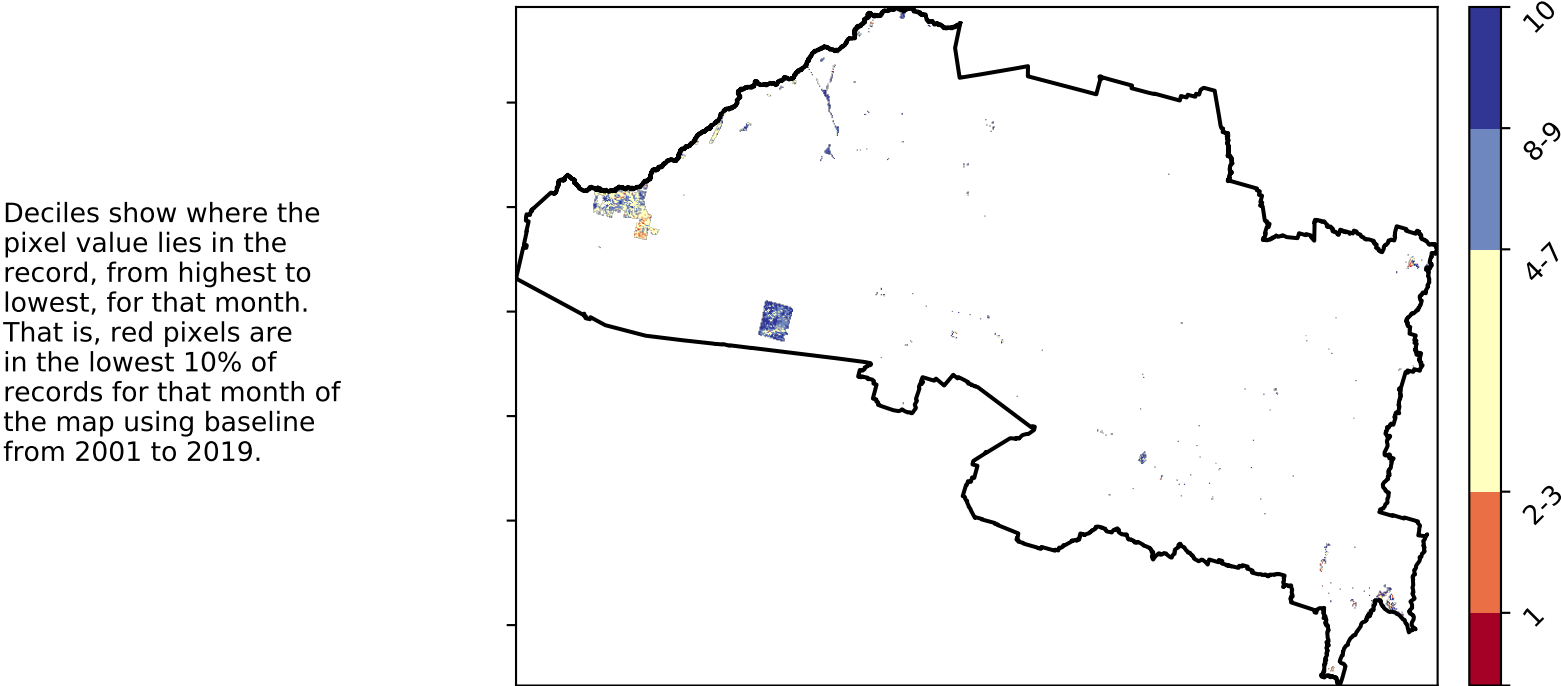 Deciles show where the
pixel value lies in the
record, from highest to
lowest, for that month.
That is, red pixels are
in the lowest 10% of
records for that month of
the map using baseline
from 2001 to 2019.
10
8-9
4-7
2-3
1